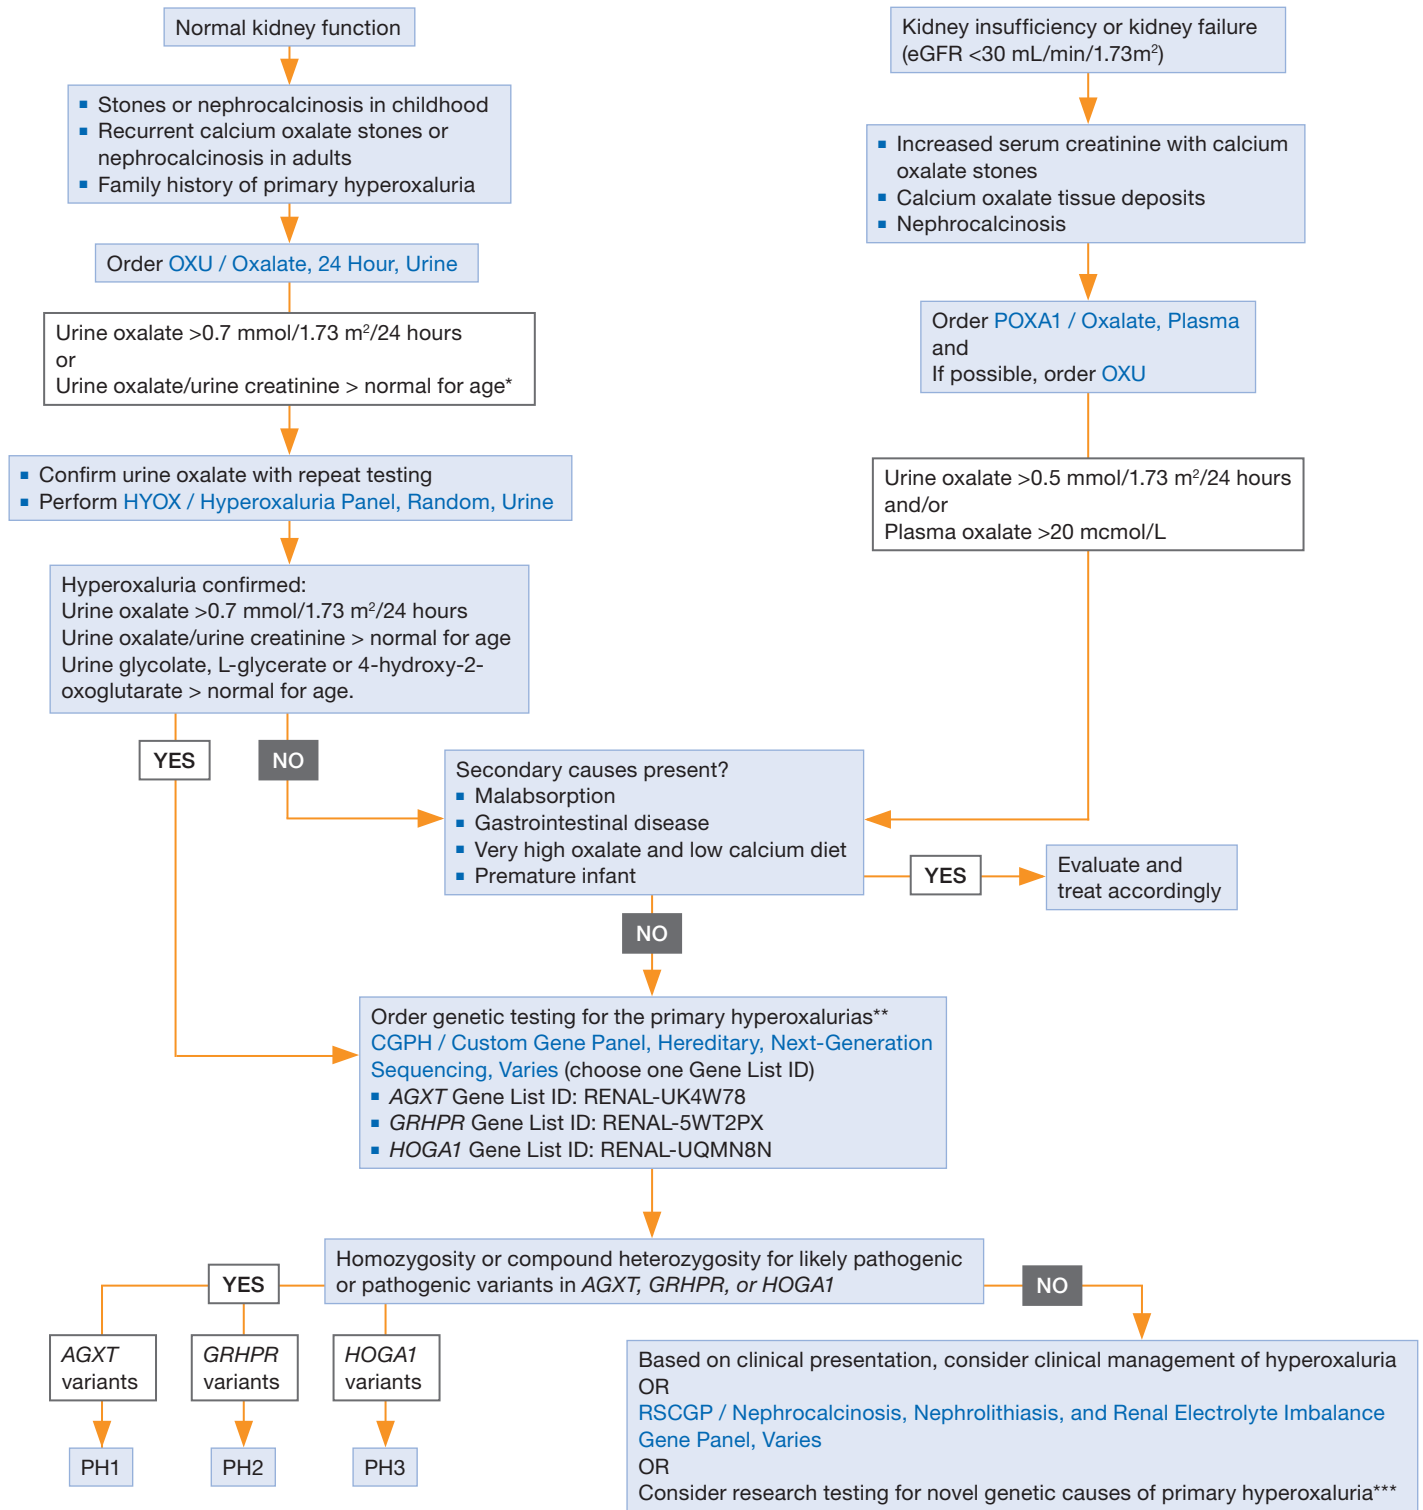 Normal kidney function
■ Stones or nephrocalcinosis in childhood
■ Recurrent calcium oxalate stones or
nephrocalcinosis in adults
■ Family history of primary hyperoxaluria
Order OXU / Oxalate, 24 Hour, Urine
Urine oxalate >0.7 mmol/1.73 m²/24 hours
or
Urine oxalate/urine creatinine > normal for age*
■ Confirm urine oxalate with repeat testing
■ Perform HYOX / Hyperoxaluria Panel, Random, Urine
Hyperoxaluria confirmed:
Urine oxalate >0.7 mmol/1.73 m²/24 hours
Urine oxalate/urine creatinine > normal for age
Urine glycolate, L-glycerate or 4-hydroxy-2-
oxoglutarate > normal for age.
YES
NO
Kidney insufficiency or kidney failure
(eGFR <30 mL/min/1.73m²)
■ Increased serum creatinine with calcium
oxalate stones
■ Calcium oxalate tissue deposits
■ Nephrocalcinosis
Order POXA1 / Oxalate, Plasma
and
If possible, order OXU
Urine oxalate >0.5 mmol/1.73 m²/24 hours
and/or
Plasma oxalate >20 mcmol/L
Secondary causes present?
■ Malabsorption
■ Gastrointestinal disease
■ Very high oxalate and low calcium diet
■ Premature infant
YES
Evaluate and
treat accordingly
NO
Order genetic testing for the primary hyperoxalurias**
CGPH / Custom Gene Panel, Hereditary, Next-Generation
Sequencing, Varies (choose one Gene List ID)
■ AGXT Gene List ID: RENAL-UK4W78
■ GRHPR Gene List ID: RENAL-5WT2PX
■ HOGA1 Gene List ID: RENAL-UQMN8N
Homozygosity or compound heterozygosity for likely pathogenic
or pathogenic variants in AGXT, GRHPR, or HOGA1
YES
NO
AGXT
variants
GRHPR
variants
HOGA1
variants
PH1
PH2
PH3
Based on clinical presentation, consider clinical management of hyperoxaluria
OR
RSCGP / Nephrocalcinosis, Nephrolithiasis, and Renal Electrolyte Imbalance
Gene Panel, Varies
OR
Consider research testing for novel genetic causes of primary hyperoxaluria***